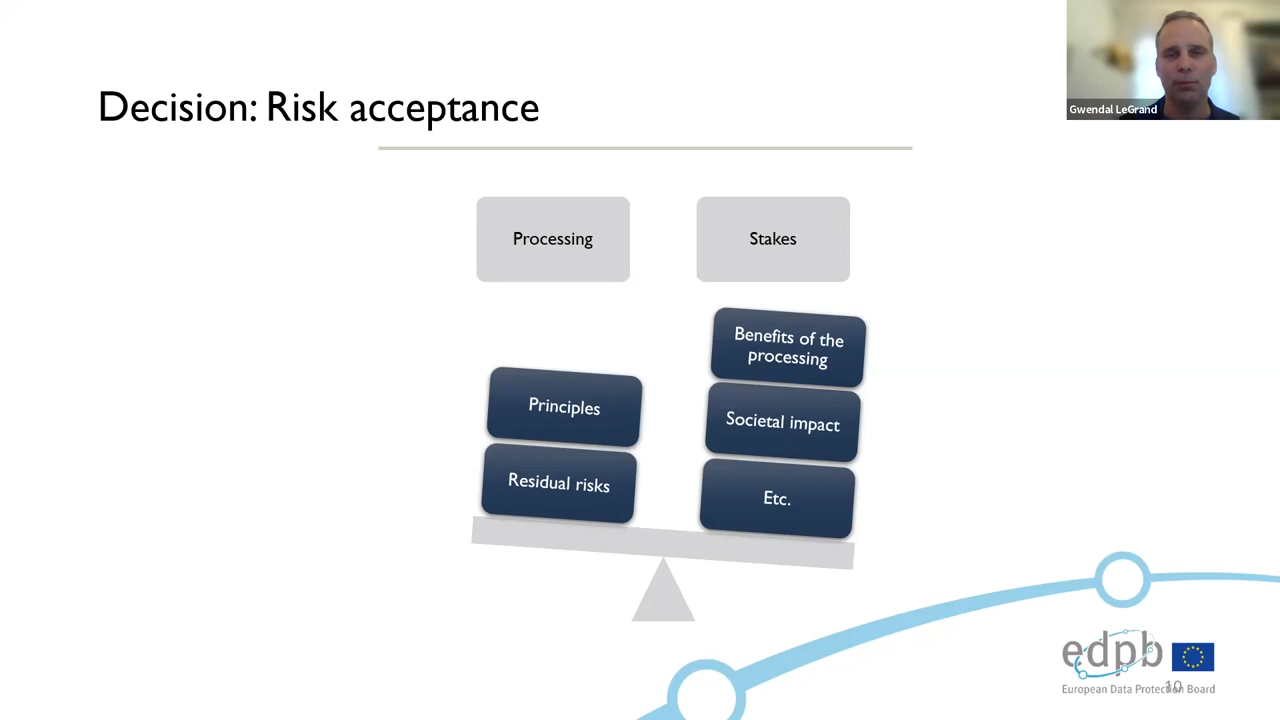 Gwendal LeGrand
Decision: Risk acceptance
Processing
Stakes
Benefits of the
processing
Principles
Societal impact
Residual risks
Etc.
edpb
European Data Protection Board
10